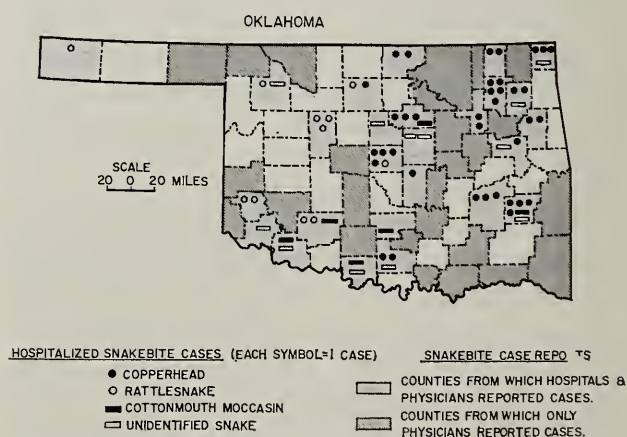 OKLAHOMA
SCALE
20 0 20 MILES
HOSPITALIZED SNAKEBITE CASES (EACH SYMBOL=1 CASE)
COPPERHEAD
RATTLESNAKE
COTTONMOUTH MOCCASIN
UNIDENTIFIED SNAKE
SNAKEBITE CASE REPO TS
COUNTIES FROM WHICH HOSPITALS &
PHYSICIANS REPORTED CASES.
COUNTIES FROM WHICH ONLY
PHYSICIANS REPORTED CASES.